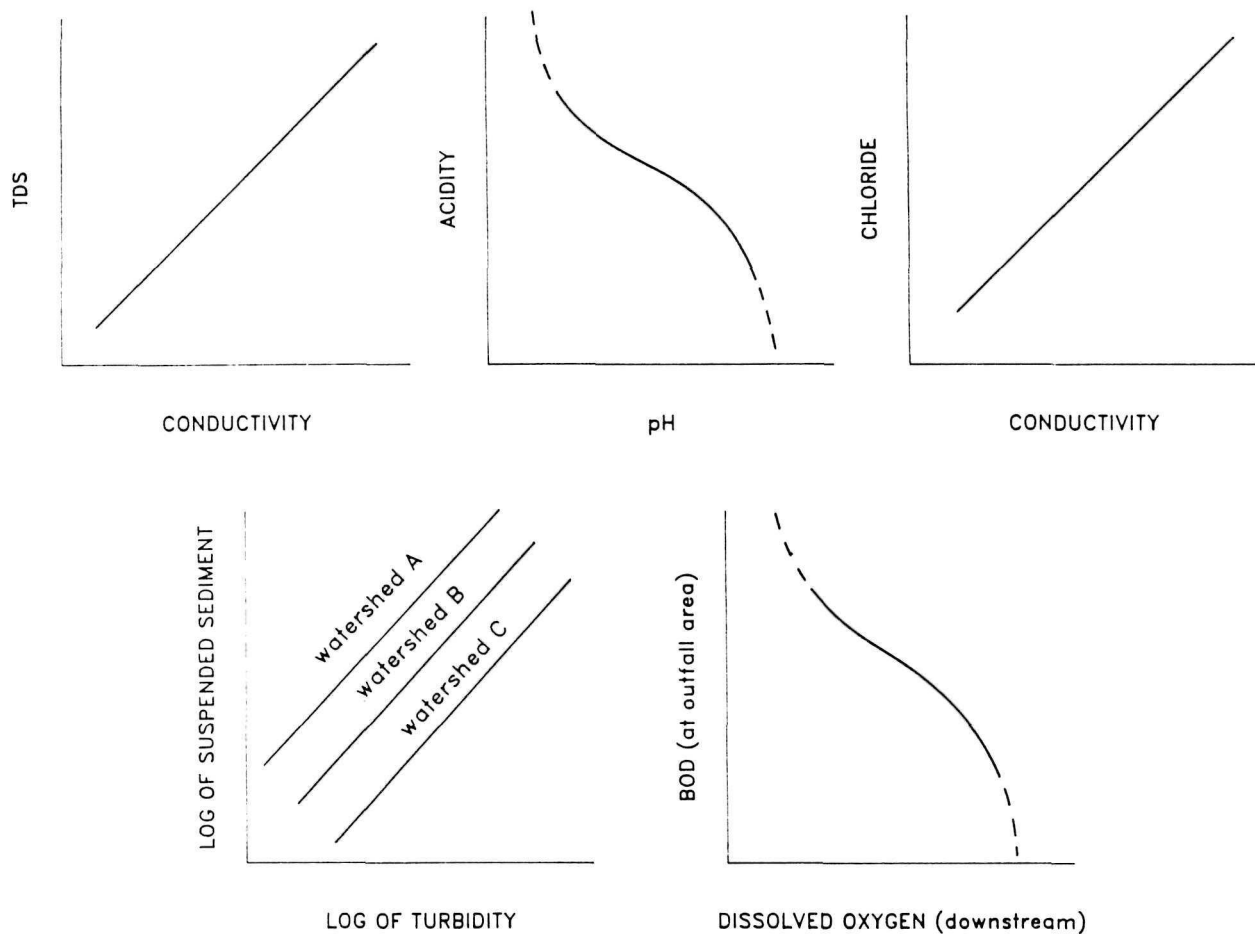 TDS
CONDUCTIVITY
ACIDITY
pH
CHLORIDE
CONDUCTIVITY
LOG OF SUSPENDED SEDIMENT
watershed A
watershed B
watershed C
LOG OF TURBIDITY
BOD (at outfall area)
DISSOLVED OXYGEN (downstream)